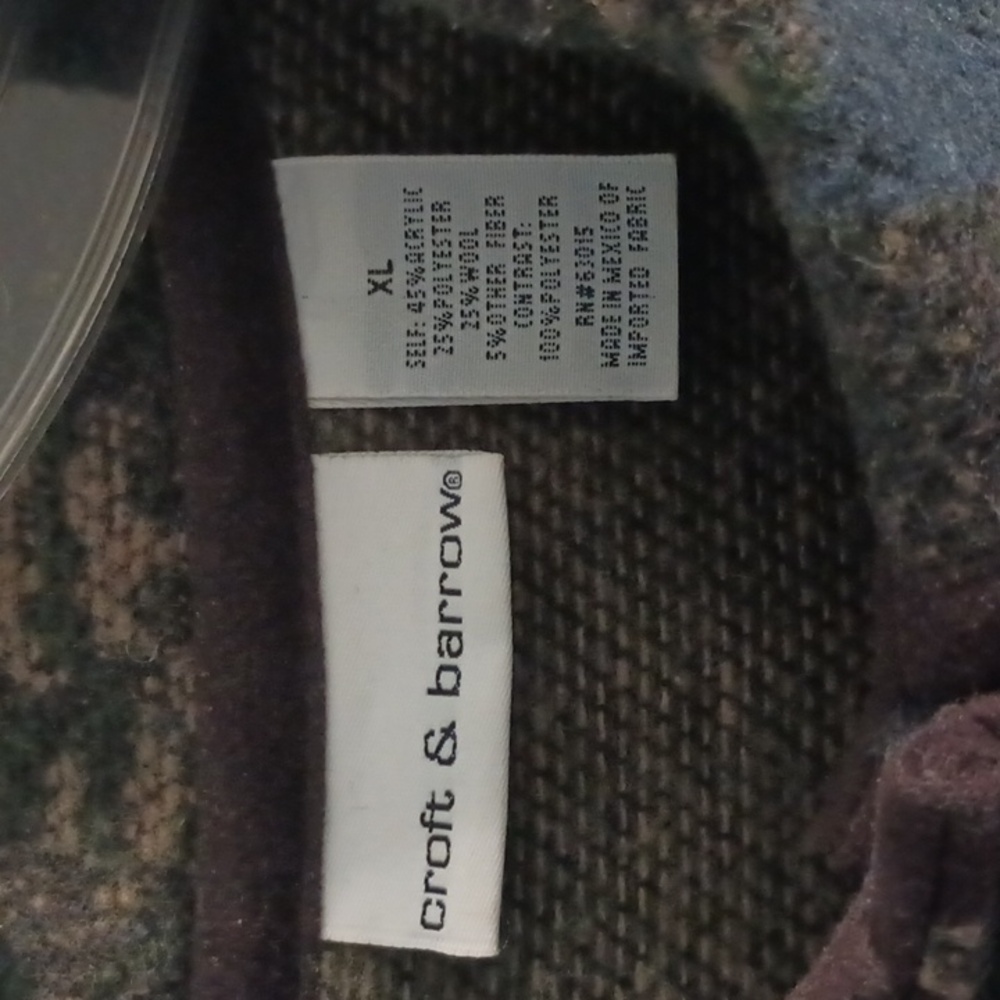 XL
SELF: 45%ACRYLIC
25%POLYESTER
25%WOOL
5%OTHER FIBER
CONTRAST:
100%POLYESTER
RN#63015
MADE IN MEXICO OF
IMPORTED FABRIC
croft & barrow®